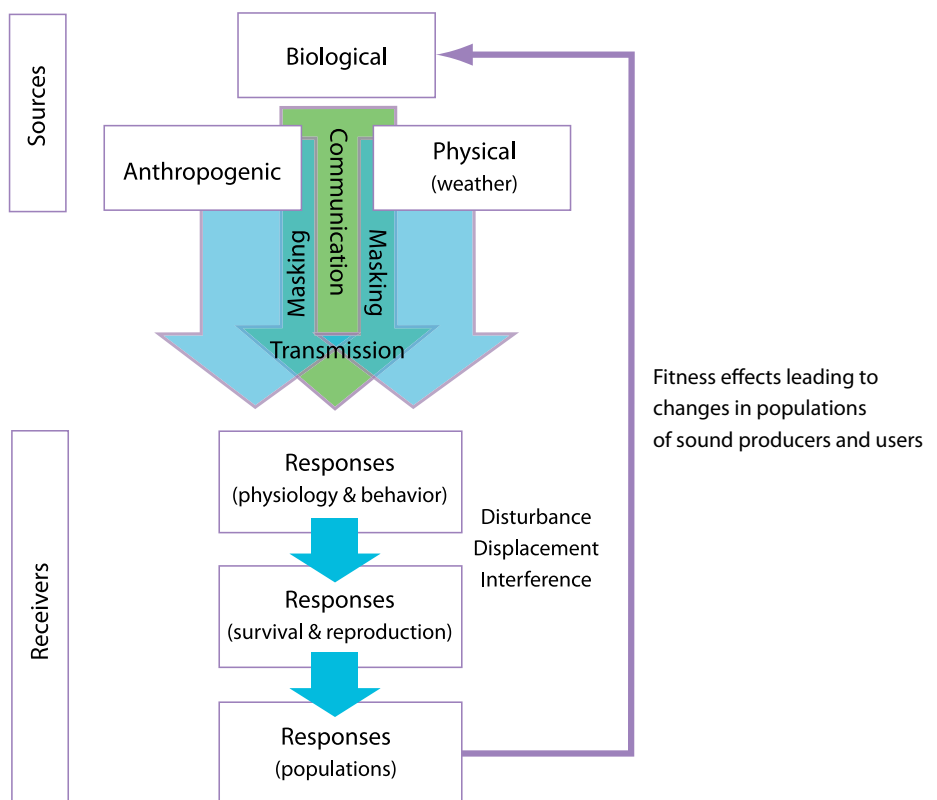 Sources
Biological
Anthropogenic
Communication
Physical
(weather)
Masking
Masking
Transmission
Fitness effects leading to
changes in populations
of sound producers and users
Receivers
Responses
(physiology & behavior)
Disturbance
Displacement
Interference
Responses
(survival & reproduction)
Responses
(populations)